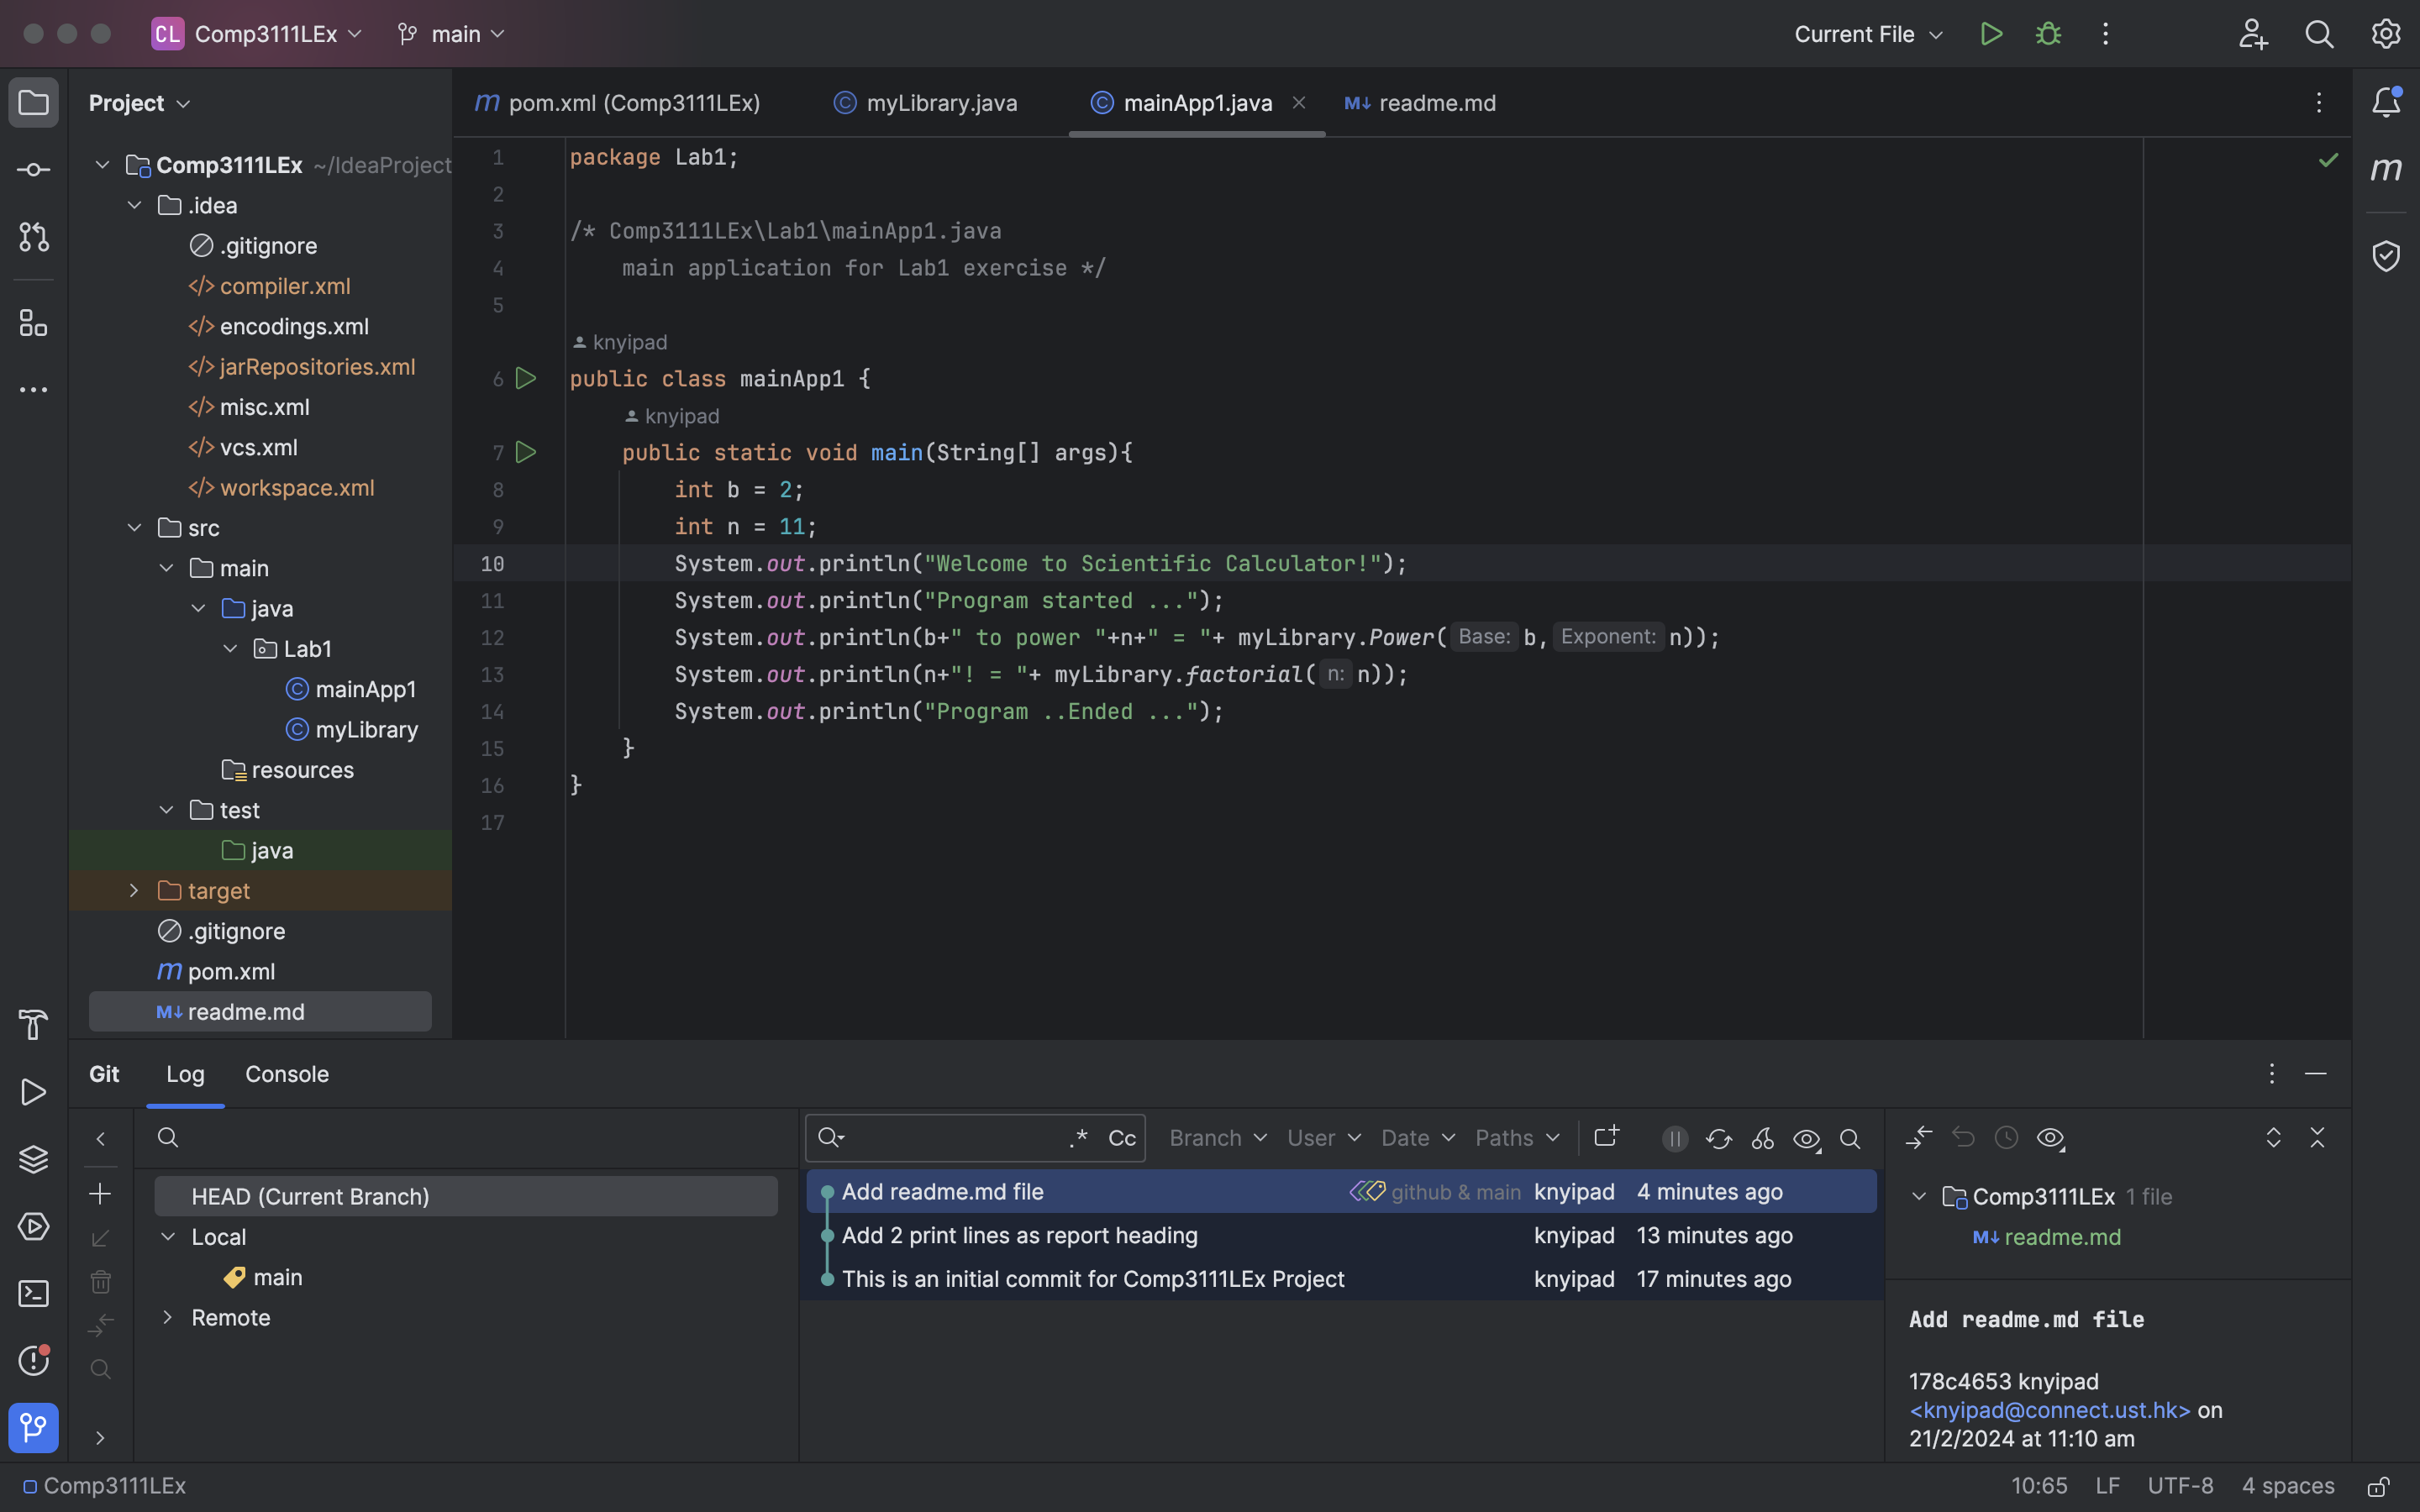 CL Comp3111LEx main Current File
Project
Comp3111LEx ~/IdeaProject
.idea
.gitignore
compiler.xml
encodings.xml
jarRepositories.xml
misc.xml
vcs.xml
workspace.xml
src
main
java
Lab1
mainApp1
myLibrary
resources
test
java
target
.gitignore
m pom.xml
M↓ readme.md
m pom.xml (Comp3111LEx) myLibrary.java mainApp1.java M↓ readme.md
m
1 package Lab1;
2
3 /* Comp3111LEx\Lab1\mainApp1.java
4 main application for Lab1 exercise */
5
knyipad
6 public class mainApp1 {
knyipad
7 public static void main(String[] args){
8 int b = 2;
9 int n = 11;
10 System.out.println("Welcome to Scientific Calculator!");
11 System.out.println("Program started ...");
12 System.out.println(b+" to power "+n+" = "+ myLibrary.Power( Base: b, Exponent: n));
13 System.out.println(n+"! = "+ myLibrary.factorial( n: n));
14 System.out.println("Program ..Ended ...");
15 }
16 }
17
Git Log Console
HEAD (Current Branch)
Local
main
Remote
.* Cc Branch User Date Paths
Add readme.md file github & main knyipad 4 minutes ago
Add 2 print lines as report heading knyipad 13 minutes ago
This is an initial commit for Comp3111LEx Project knyipad 17 minutes ago
Comp3111LEx 1 file
M↓ readme.md
Add readme.md file
178c4653 knyipad
<knyipad@connect.ust.hk> on
21/2/2024 at 11:10 am
Comp3111LEx 10:65 LF UTF-8 4 spaces